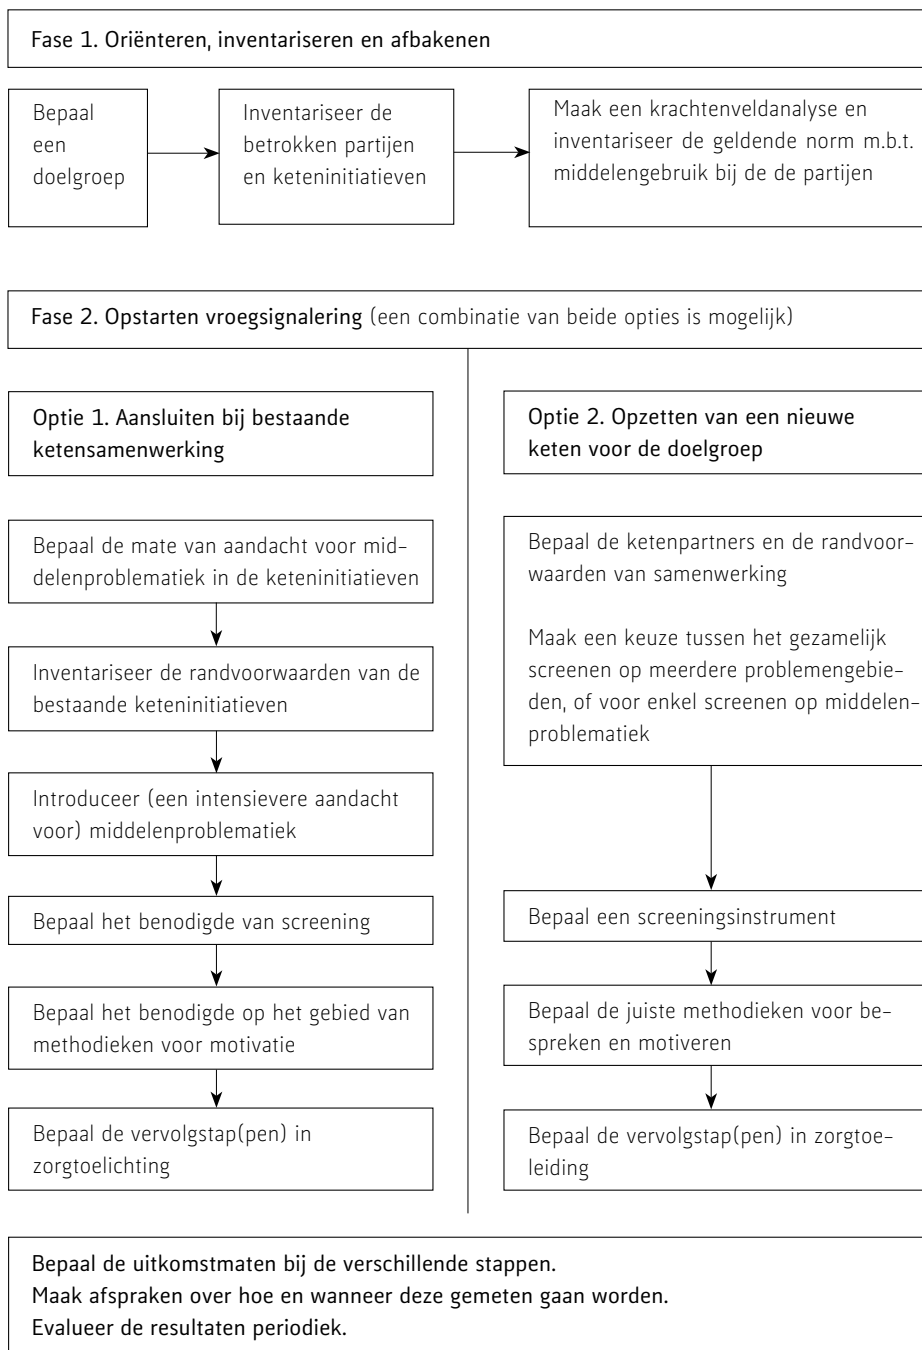 Fase 1. Oriënteren, inventariseren en afbakenen
Bepaal
een
doelgroep
Inventariseer de
betrokken partijen
en keteninitiatieven
Maak een krachtenveldanalyse en
inventariseer de geldende norm m.b.t.
middelengebruik bij de de partijen
Fase 2. Opstarten vroegsignalering (een combinatie van beide opties is mogelijk)
Optie 1. Aansluiten bij bestaande
ketensamenwerking
Bepaal de mate van aandacht voor mid-
delenproblematiek in de keteninitiatieven
Inventariseer de randvoorwaarden van de
bestaande keteninitiatieven
Introduceer (een intensievere aandacht
voor) middelenproblematiek
Bepaal het benodigde van screening
Bepaal het benodigde op het gebied van
methodieken voor motivatie
Bepaal de vervolgstap(pen) in
zorgtoelichting
Optie 2. Opzetten van een nieuwe
keten voor de doelgroep
Bepaal de ketenpartners en de randvoor-
waarden van samenwerking
Maak een keuze tussen het gezamelijk
screenen op meerdere problemengebie-
den, of voor enkel screenen op middelen-
problematiek
Bepaal een screeningsinstrument
Bepaal de juiste methodieken voor be-
spreken en motiveren
Bepaal de vervolgstap(pen) in zorgtoe-
leiding
Bepaal de uitkomstmaten bij de verschillende stappen.
Maak afspraken over hoe en wanneer deze gemeten gaan worden.
Evalueer de resultaten periodiek.